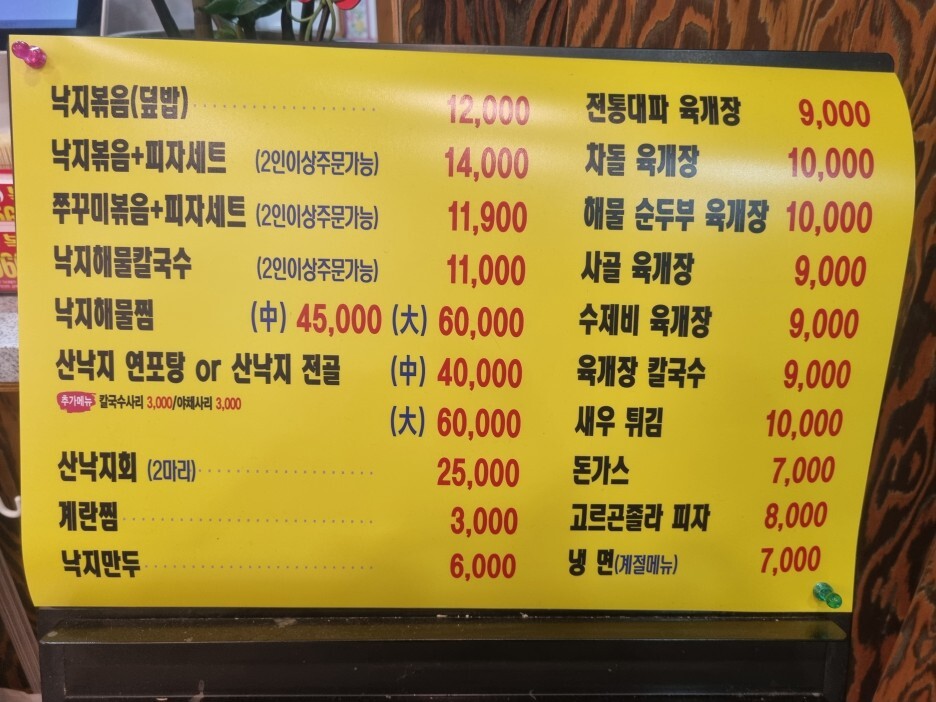 낙지볶음(덮밥) 12,000
낙지볶음+피자세트 (2인이상주문가능) 14,000
쭈꾸미볶음+피자세트 (2인이상주문가능) 11,900
낙지해물칼국수 (2인이상주문가능) 11,000
낙지해물찜 (中) 45,000 (大) 60,000
산낙지 연포탕 or 산낙지 전골 (中) 40,000
추가메뉴 칼국수사리 3,000/야채사리 3,000
(大) 60,000
산낙지회 (2마리) 25,000
계란찜 3,000
낙지만두 6,000
전통대파 육개장 9,000
차돌 육개장 10,000
해물 순두부 육개장 10,000
사골 육개장 9,000
수제비 육개장 9,000
육개장 칼국수 9,000
새우 튀김 10,000
돈가스 7,000
고르곤졸라 피자 8,000
냉 면(계절메뉴) 7,000